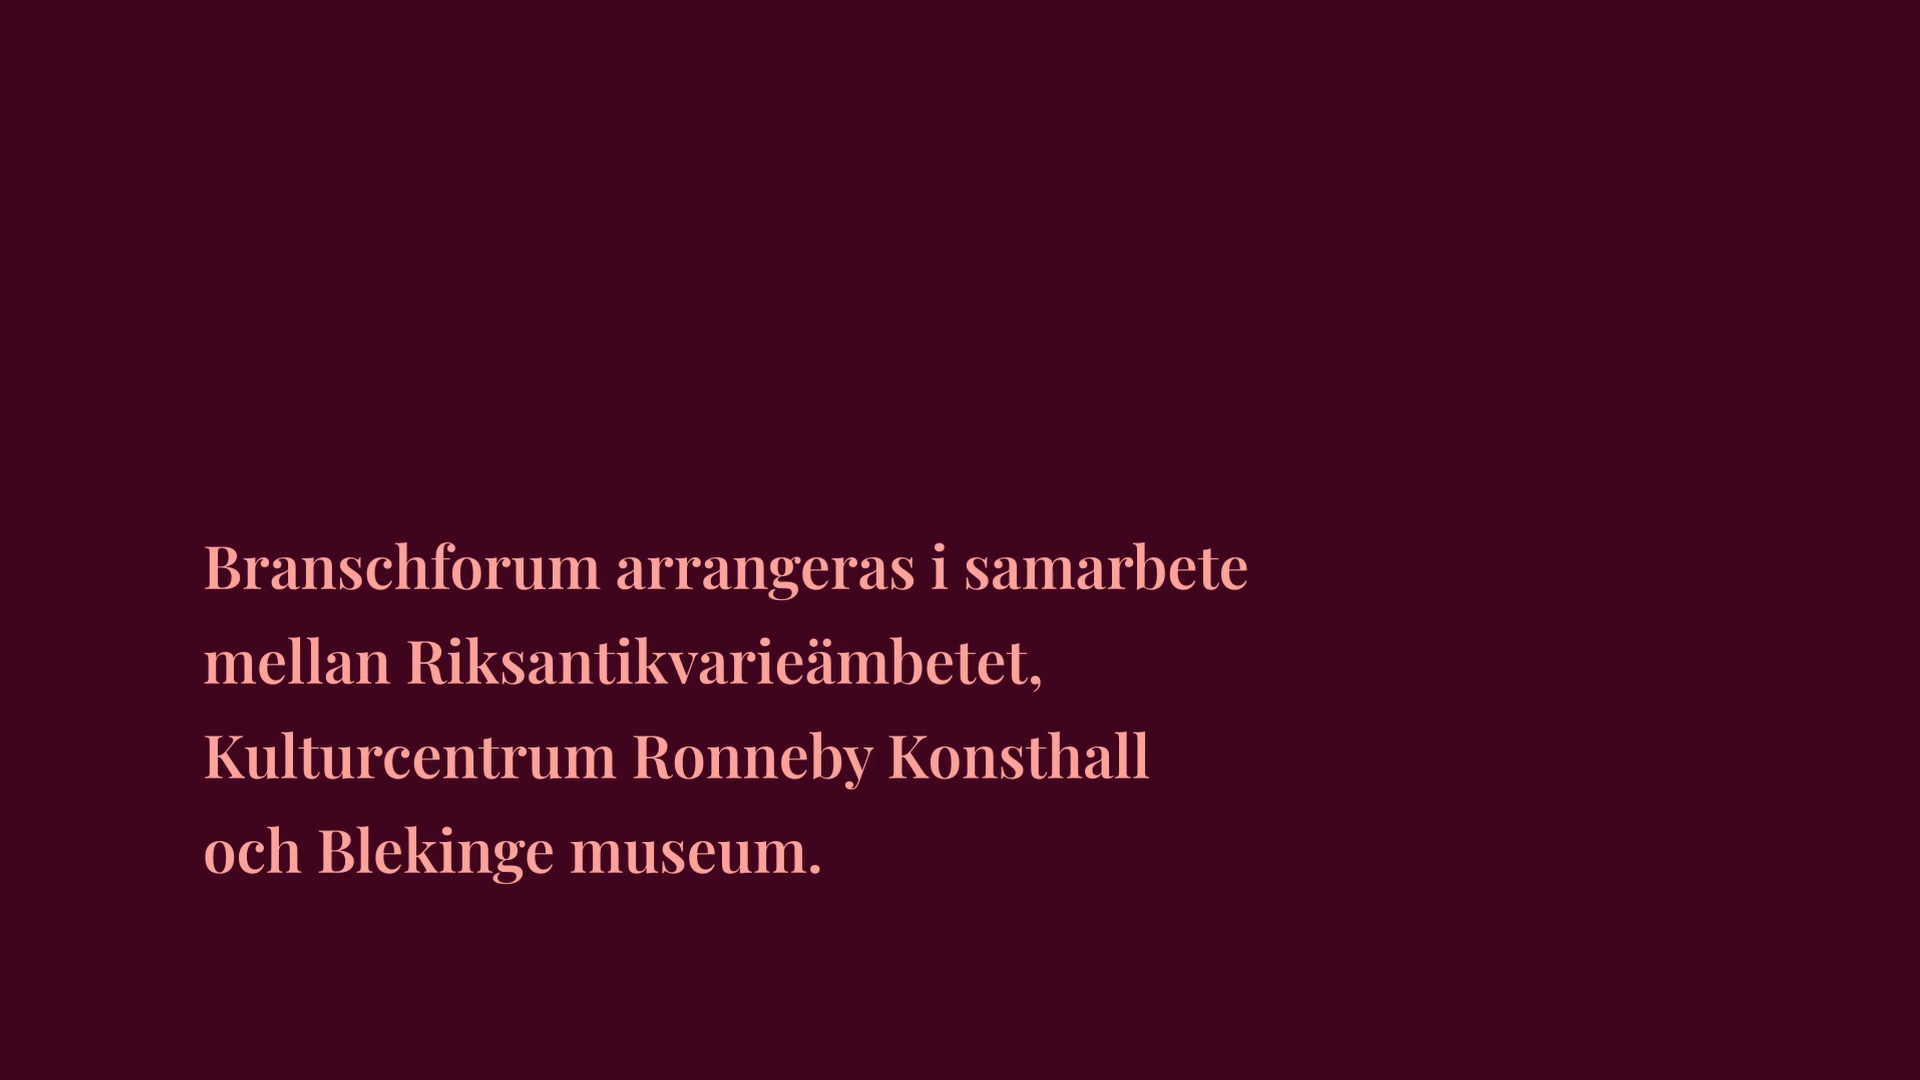 Branschforum arrangeras i samarbete
mellan Riksantikvarieämbetet,
Kulturcentrum Ronneby Konsthall
och Blekinge museum.